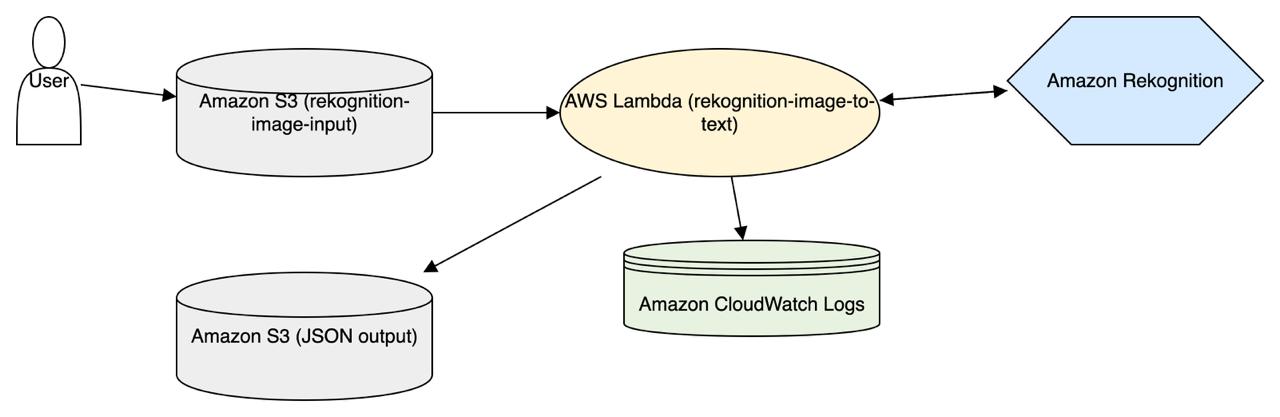 User
Amazon S3 (rekognition-
image-input)
AWS Lambda (rekognition-image-to-
text)
Amazon Rekognition
Amazon S3 (JSON output)
Amazon CloudWatch Logs